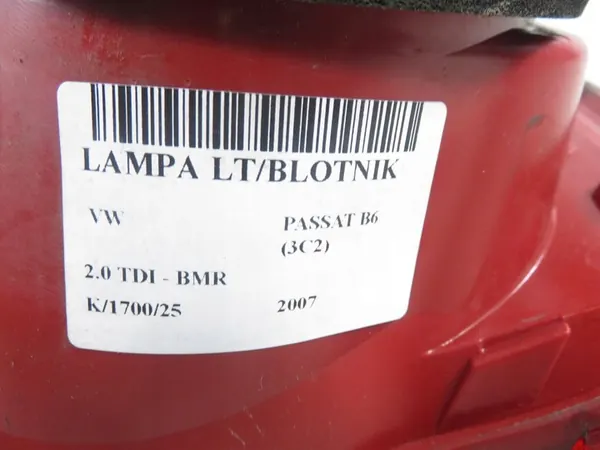 LAMPA LT/BLOTNIK
VW PASSAT B6
(3C2)
2.0 TDI - BMR
K/1700/25 2007